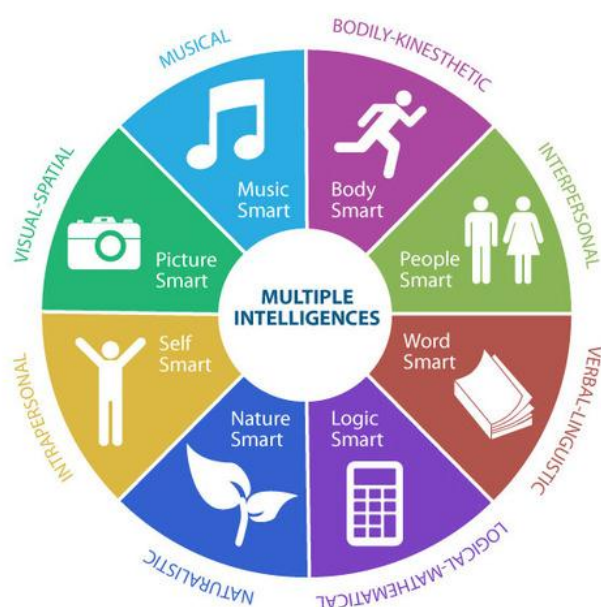 MUSICAL
BODILY-KINESTHETIC
VISUAL-SPATIAL
INTERPERSONAL
Music
Smart
Body
Smart
Picture
Smart
People
Smart
MULTIPLE
INTELLIGENCES
Self
Smart
Word
Smart
Nature
Smart
Logic
Smart
INTRAPERSONAL
VERBAL-LINGUISTIC
NATURALISTIC
LOGICAL-MATHEMATICAL